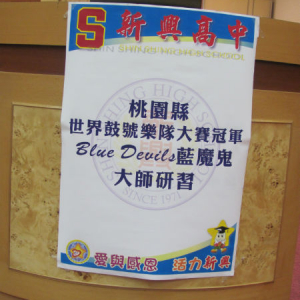 S 新興高中
SHIN SHING HIGH SCHOOL
桃園縣
世界鼓號樂隊大賽冠軍
Blue Devils藍魔鬼
大師研習
愛與感恩 活力新興